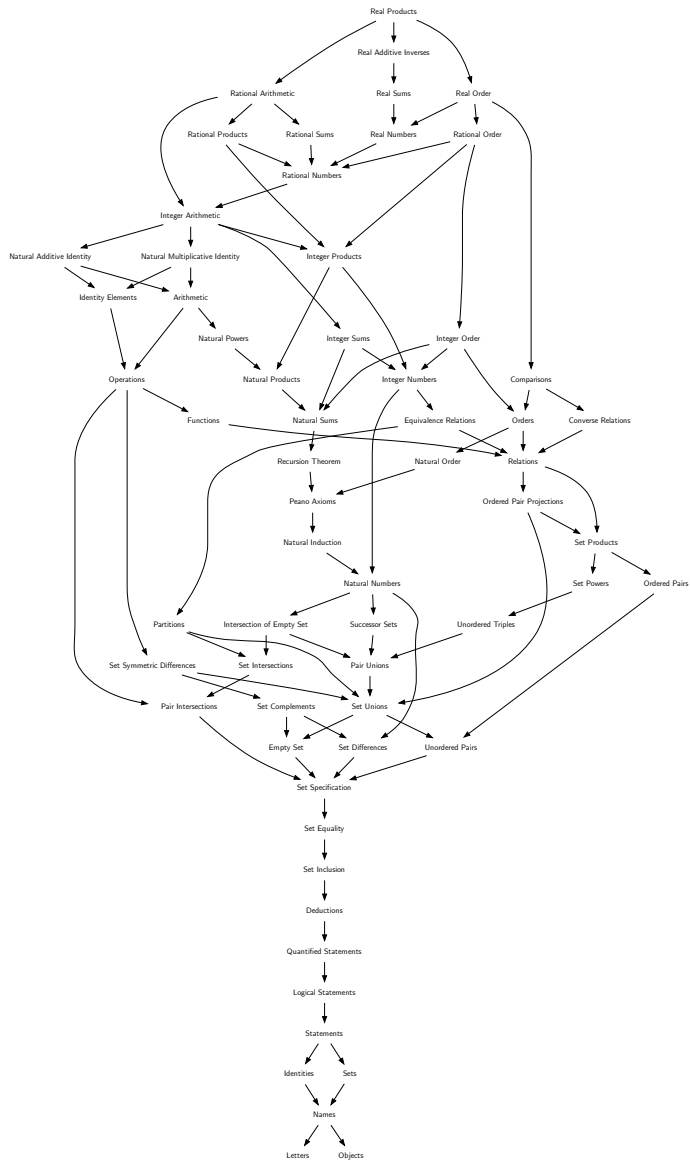 Real Products
Real Additive Inverses
Rational Arithmetic
Real Sums
Real Order
Rational Products
Rational Sums
Real Numbers
Rational Order
Rational Numbers
Integer Arithmetic
Natural Additive Identity
Natural Multiplicative Identity
Integer Products
Identity Elements
Arithmetic
Natural Powers
Integer Sums
Integer Order
Operations
Natural Products
Integer Numbers
Comparisons
Functions
Natural Sums
Equivalence Relations
Orders
Converse Relations
Recursion Theorem
Natural Order
Relations
Peano Axioms
Ordered Pair Projections
Natural Induction
Set Products
Natural Numbers
Set Powers
Ordered Pairs
Partitions
Intersection of Empty Set
Successor Sets
Unordered Triples
Set Symmetric Differences
Set Intersections
Pair Unions
Pair Intersections
Set Complements
Set Unions
Empty Set
Set Differences
Unordered Pairs
Set Specification
Set Equality
Set Inclusion
Deductions
Quantified Statements
Logical Statements
Statements
Identities
Sets
Names
Letters
Objects